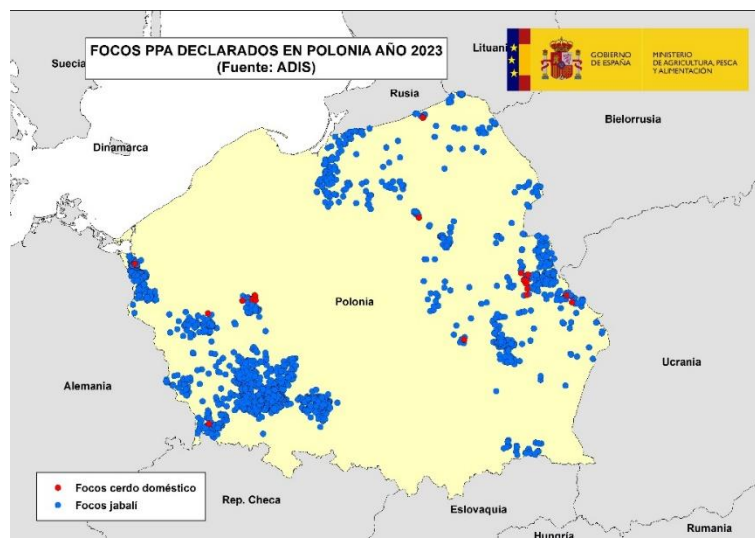 FOCOS PPA DECLARADOS EN POLONIA AÑO 2023
(Fuente: ADIS)
GOBIERNO
DE ESPAÑA
MINISTERIO
DE AGRICULTURA, PESCA
Y ALIMENTACIÓN
Suecia
Lituani
Rusia
Bielorrusia
Dinamarca
Polonia
Alemania
Ucrania
Focos cerdo doméstico
Focos jabalí
Rep. Checa
Eslovaquia
Hungría
Rumania